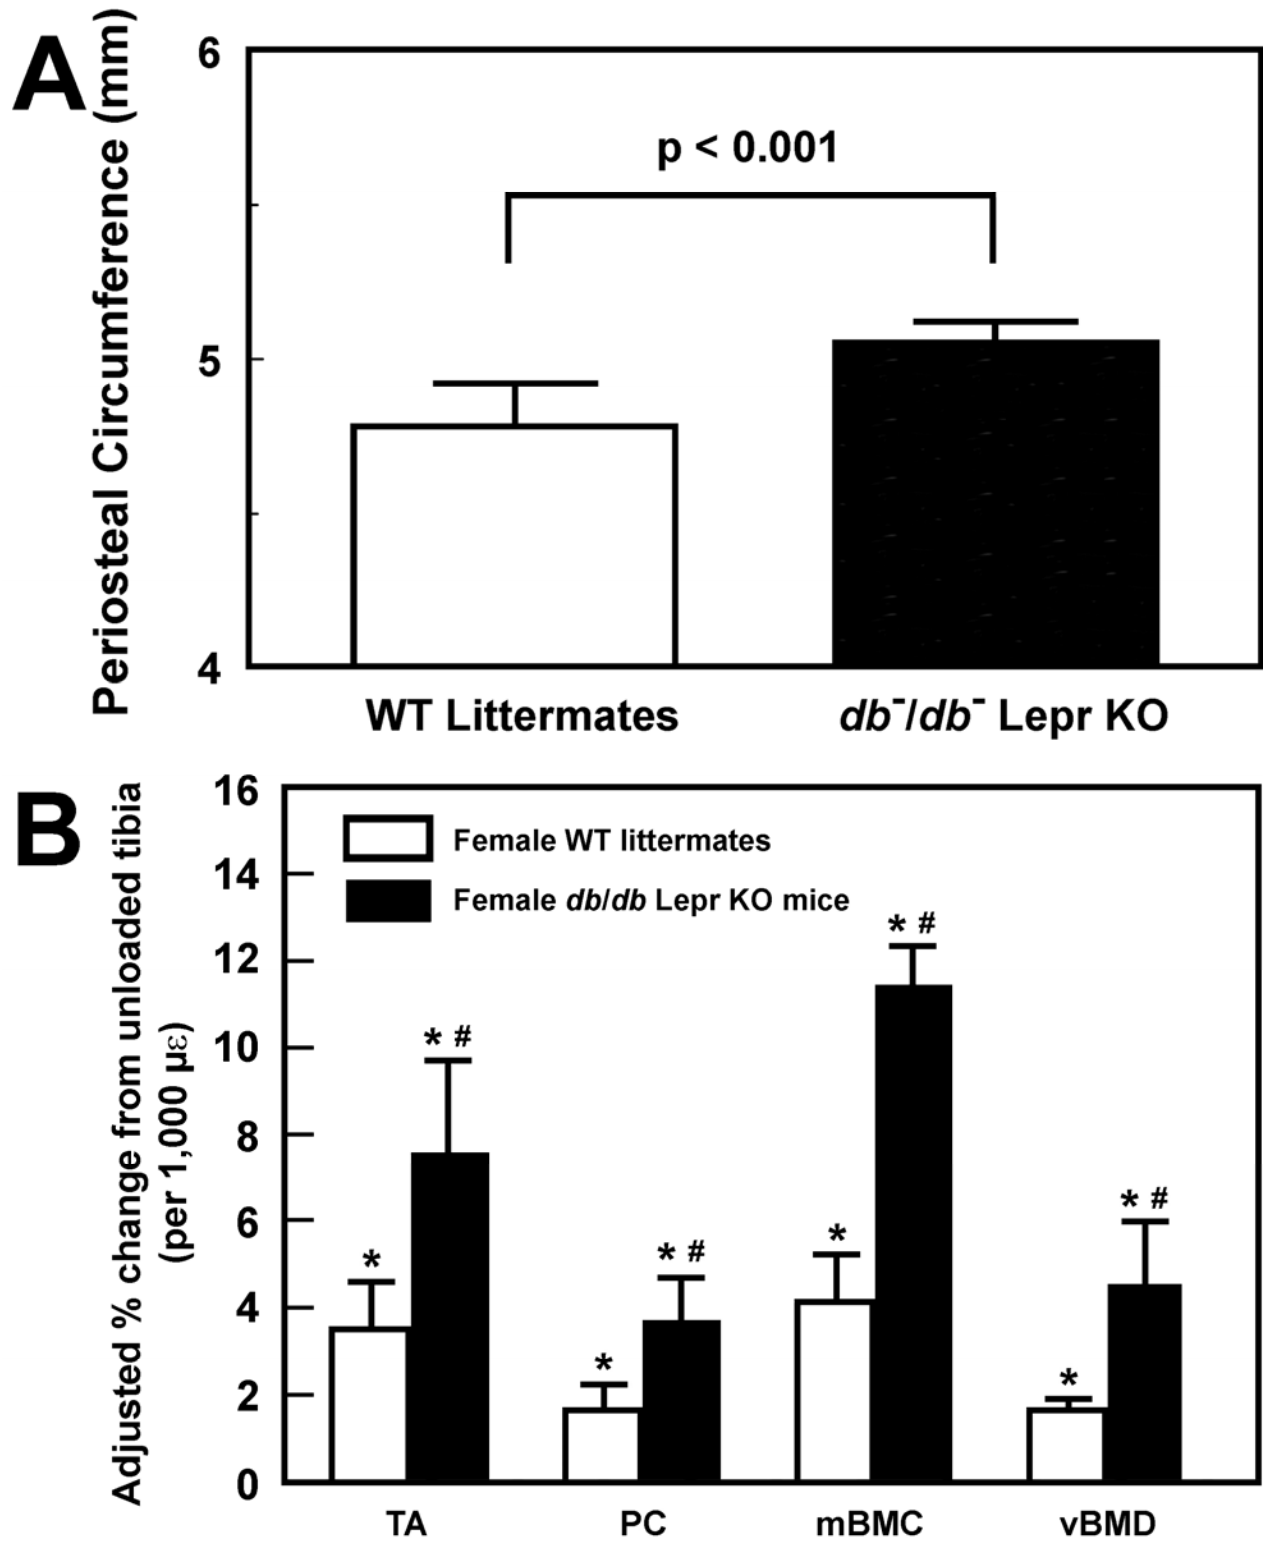 A
Periosteal Circumference (mm)
6
5
4
p < 0.001
WT Littermates
db⁻/db⁻ Lepr KO
B
Adjusted % change from unloaded tibia
(per 1,000 µε)
16
14
12
10
8
6
4
2
0
Female WT littermates
Female db/db Lepr KO mice
*
* #
*
* #
*
* #
*
* #
TA
PC
mBMC
vBMD